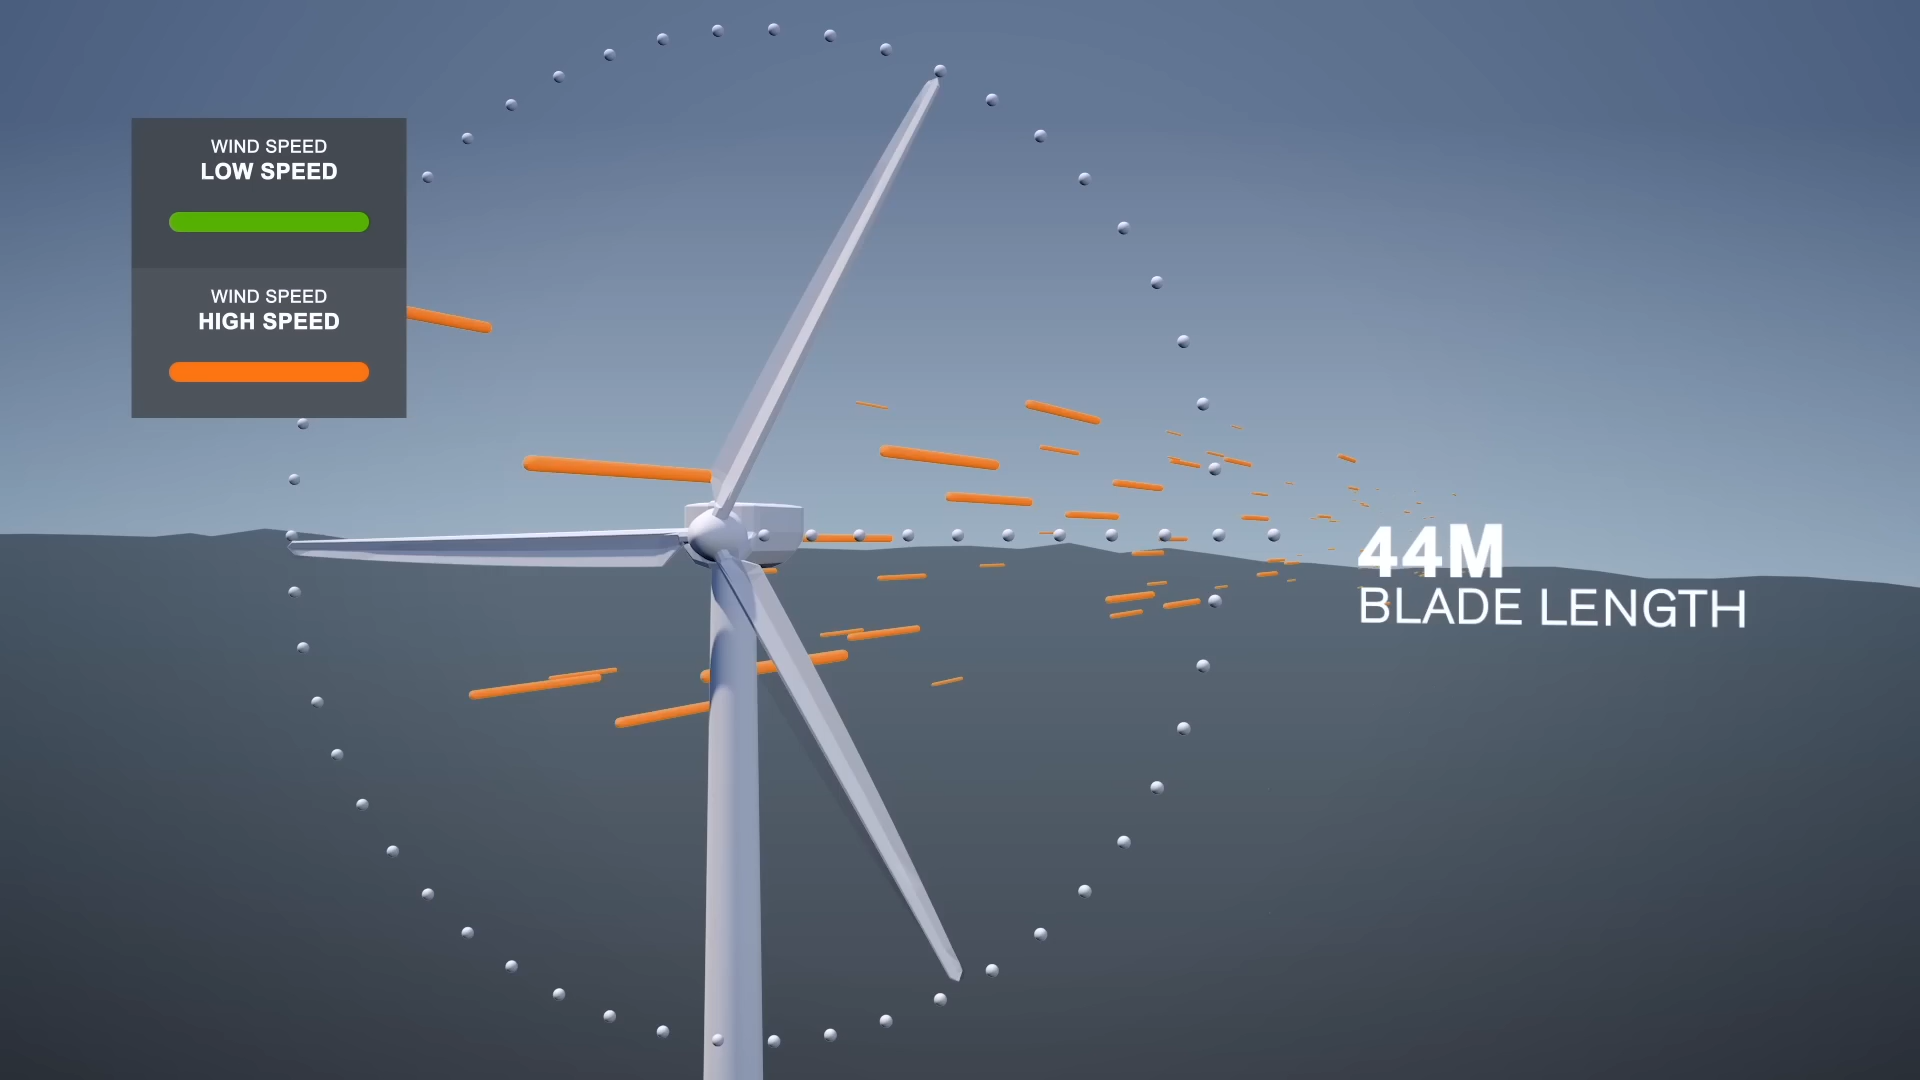 WIND SPEED
LOW SPEED
WIND SPEED
HIGH SPEED
44M
BLADE LENGTH